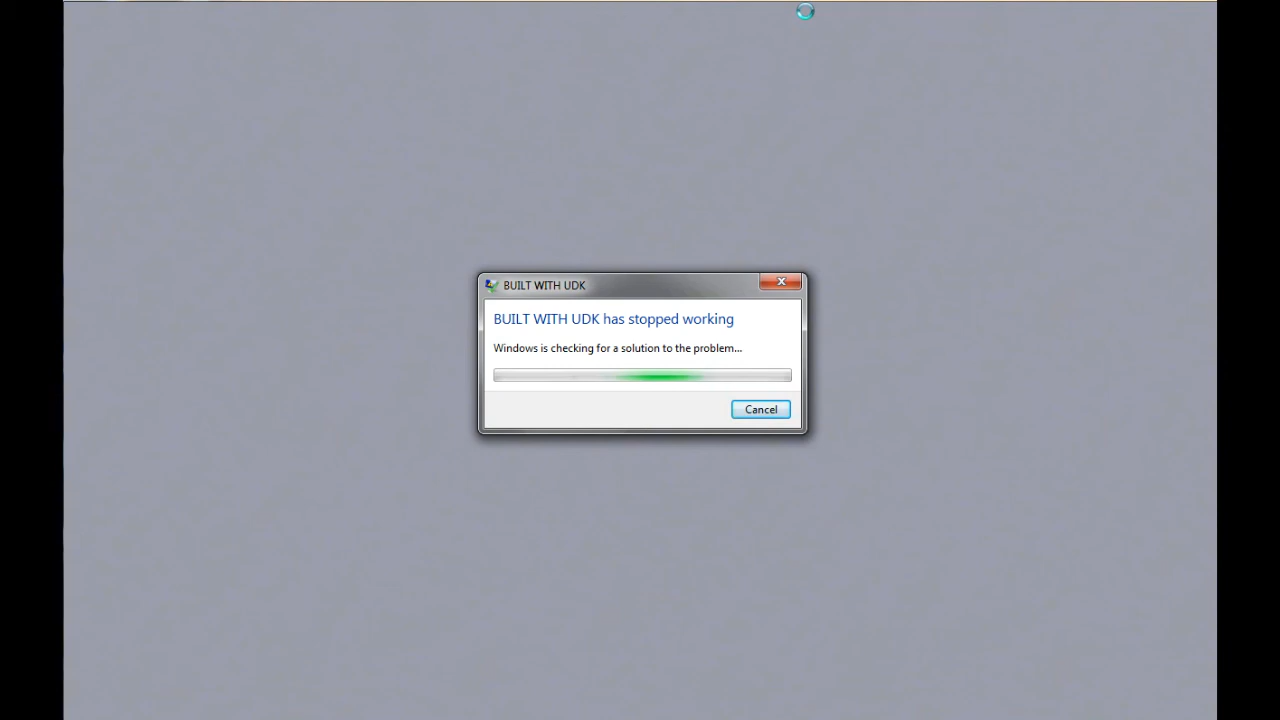 BUILT WITH UDK
BUILT WITH UDK has stopped working
Windows is checking for a solution to the problem...
Cancel